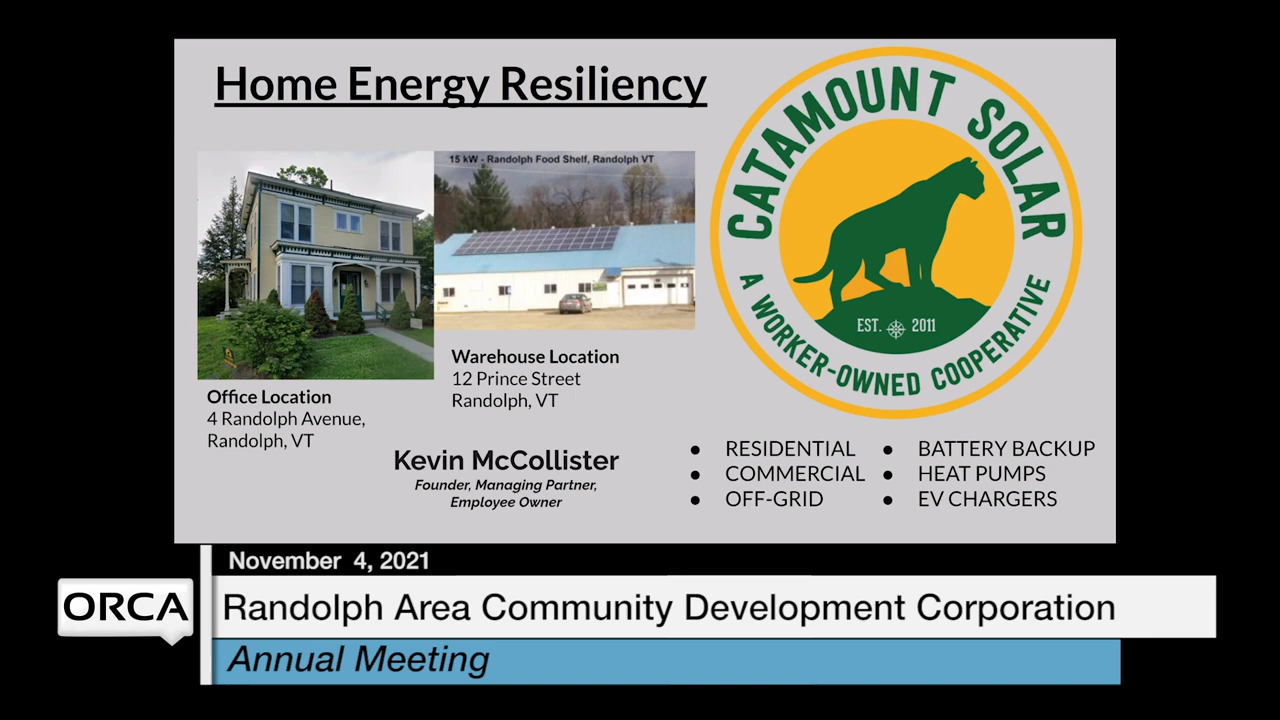 Home Energy Resiliency
15 kW - Randolph Food Shelf, Randolph VT
CATAMOUNT SOLAR
A WORKER-OWNED COOPERATIVE
EST. 2011
Office Location
4 Randolph Avenue,
Randolph, VT
Warehouse Location
12 Prince Street
Randolph, VT
Kevin McCollister
Founder, Managing Partner,
Employee Owner
● RESIDENTIAL
● COMMERCIAL
● OFF-GRID
● BATTERY BACKUP
● HEAT PUMPS
● EV CHARGERS
November 4, 2021
ORCA
Randolph Area Community Development Corporation
Annual Meeting